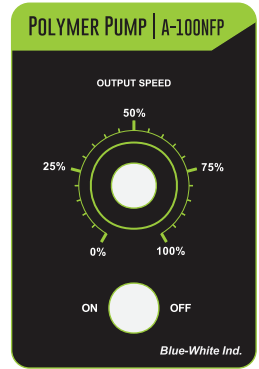 POLYMER PUMP | A-100NFP
OUTPUT SPEED
50%
25% 75%
0% 100%
ON OFF
Blue-White Ind.